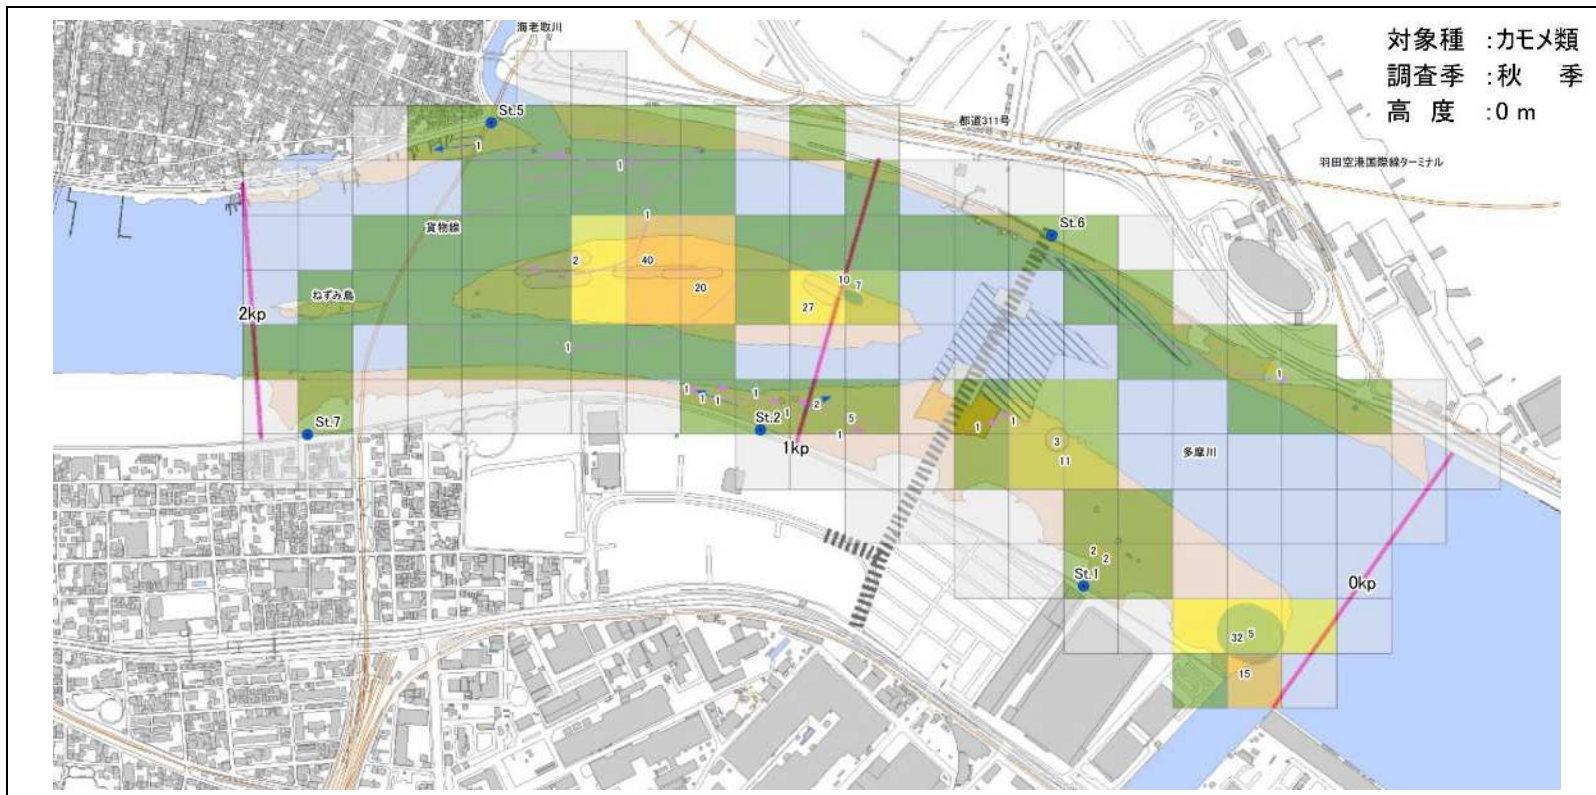 海老取川
対象種 :カモメ類
調査季 :秋 季
高 度 :0 m
St.5
都道311号
羽田空港国際線ターミナル
1
1
貨物線
1
St.6
2
40
20
10
7
27
ねずみ島
2kp
1
1
1
1
1
1
2
5
1
1
St.7
St.2
1kp
1
1
3
11
多摩川
2
2
St.1
0kp
32
5
15